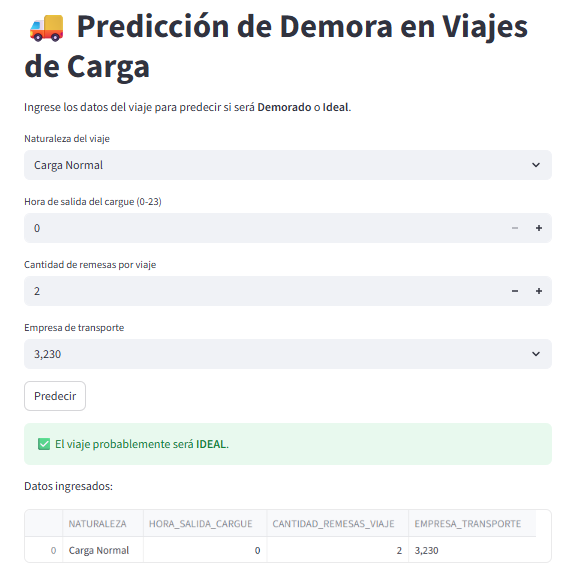 Predicción de Demora en Viajes
de Carga
Ingrese los datos del viaje para predecir si será Demorado o Ideal.
Naturaleza del viaje
Carga Normal
Hora de salida del cargue (0-23)
0
Cantidad de remesas por viaje
2
Empresa de transporte
3,230
Predecir
El viaje probablemente será IDEAL.
Datos ingresados:
NATURALEZA HORA_SALIDA_CARGUE CANTIDAD_REMESAS_VIAJE EMPRESA_TRANSPORTE
0 Carga Normal 0 2 3,230